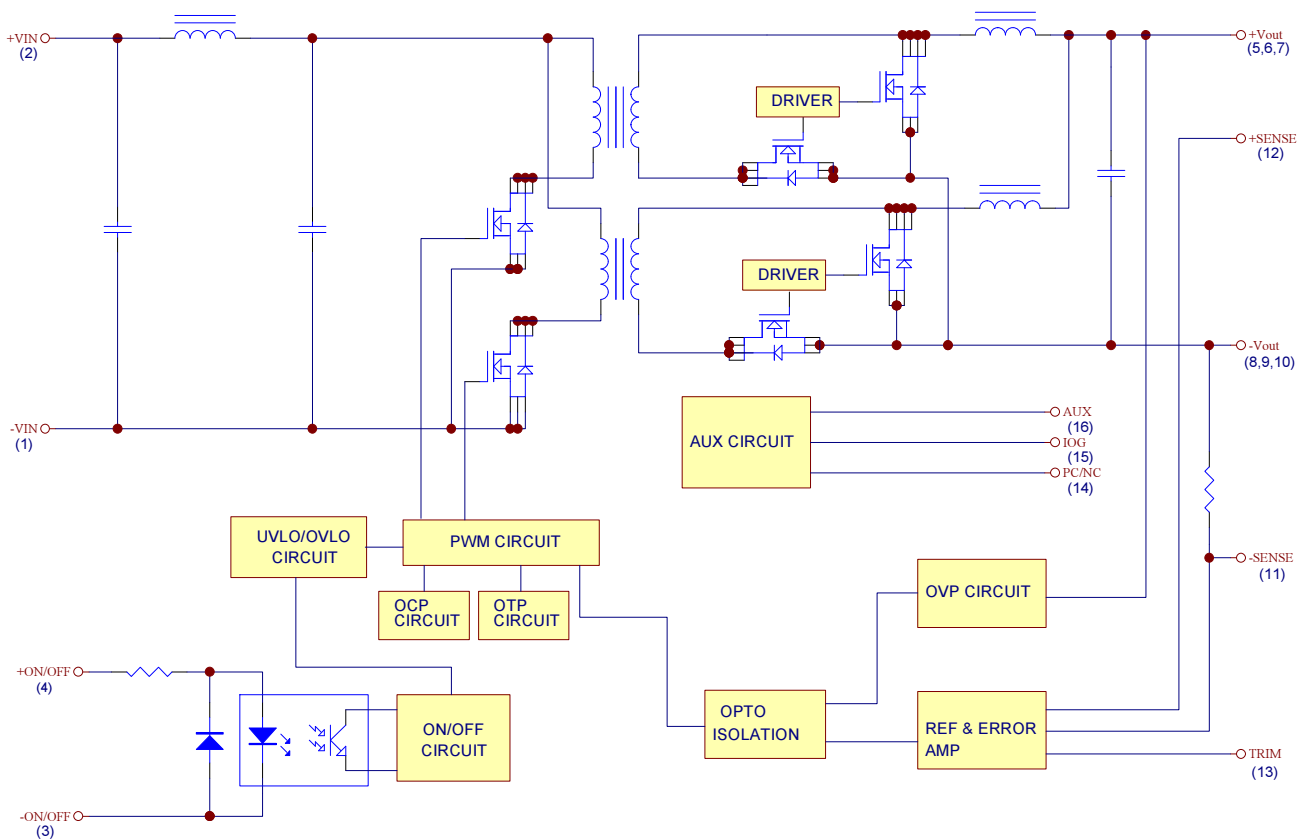 +VIN
(2)
+Vout
(5,6,7)
DRIVER
+SENSE
(12)
DRIVER
-Vout
(8,9,10)
-VIN
(1)
AUX CIRCUIT
AUX
(16)
IOG
(15)
PC/NC
(14)
UVLO/OVLO
CIRCUIT
PWM CIRCUIT
-SENSE
(11)
OCP
CIRCUIT
OTP
CIRCUIT
OVP CIRCUIT
+ON/OFF
(4)
ON/OFF
CIRCUIT
OPTO
ISOLATION
REF & ERROR
AMP
TRIM
(13)
-ON/OFF
(3)